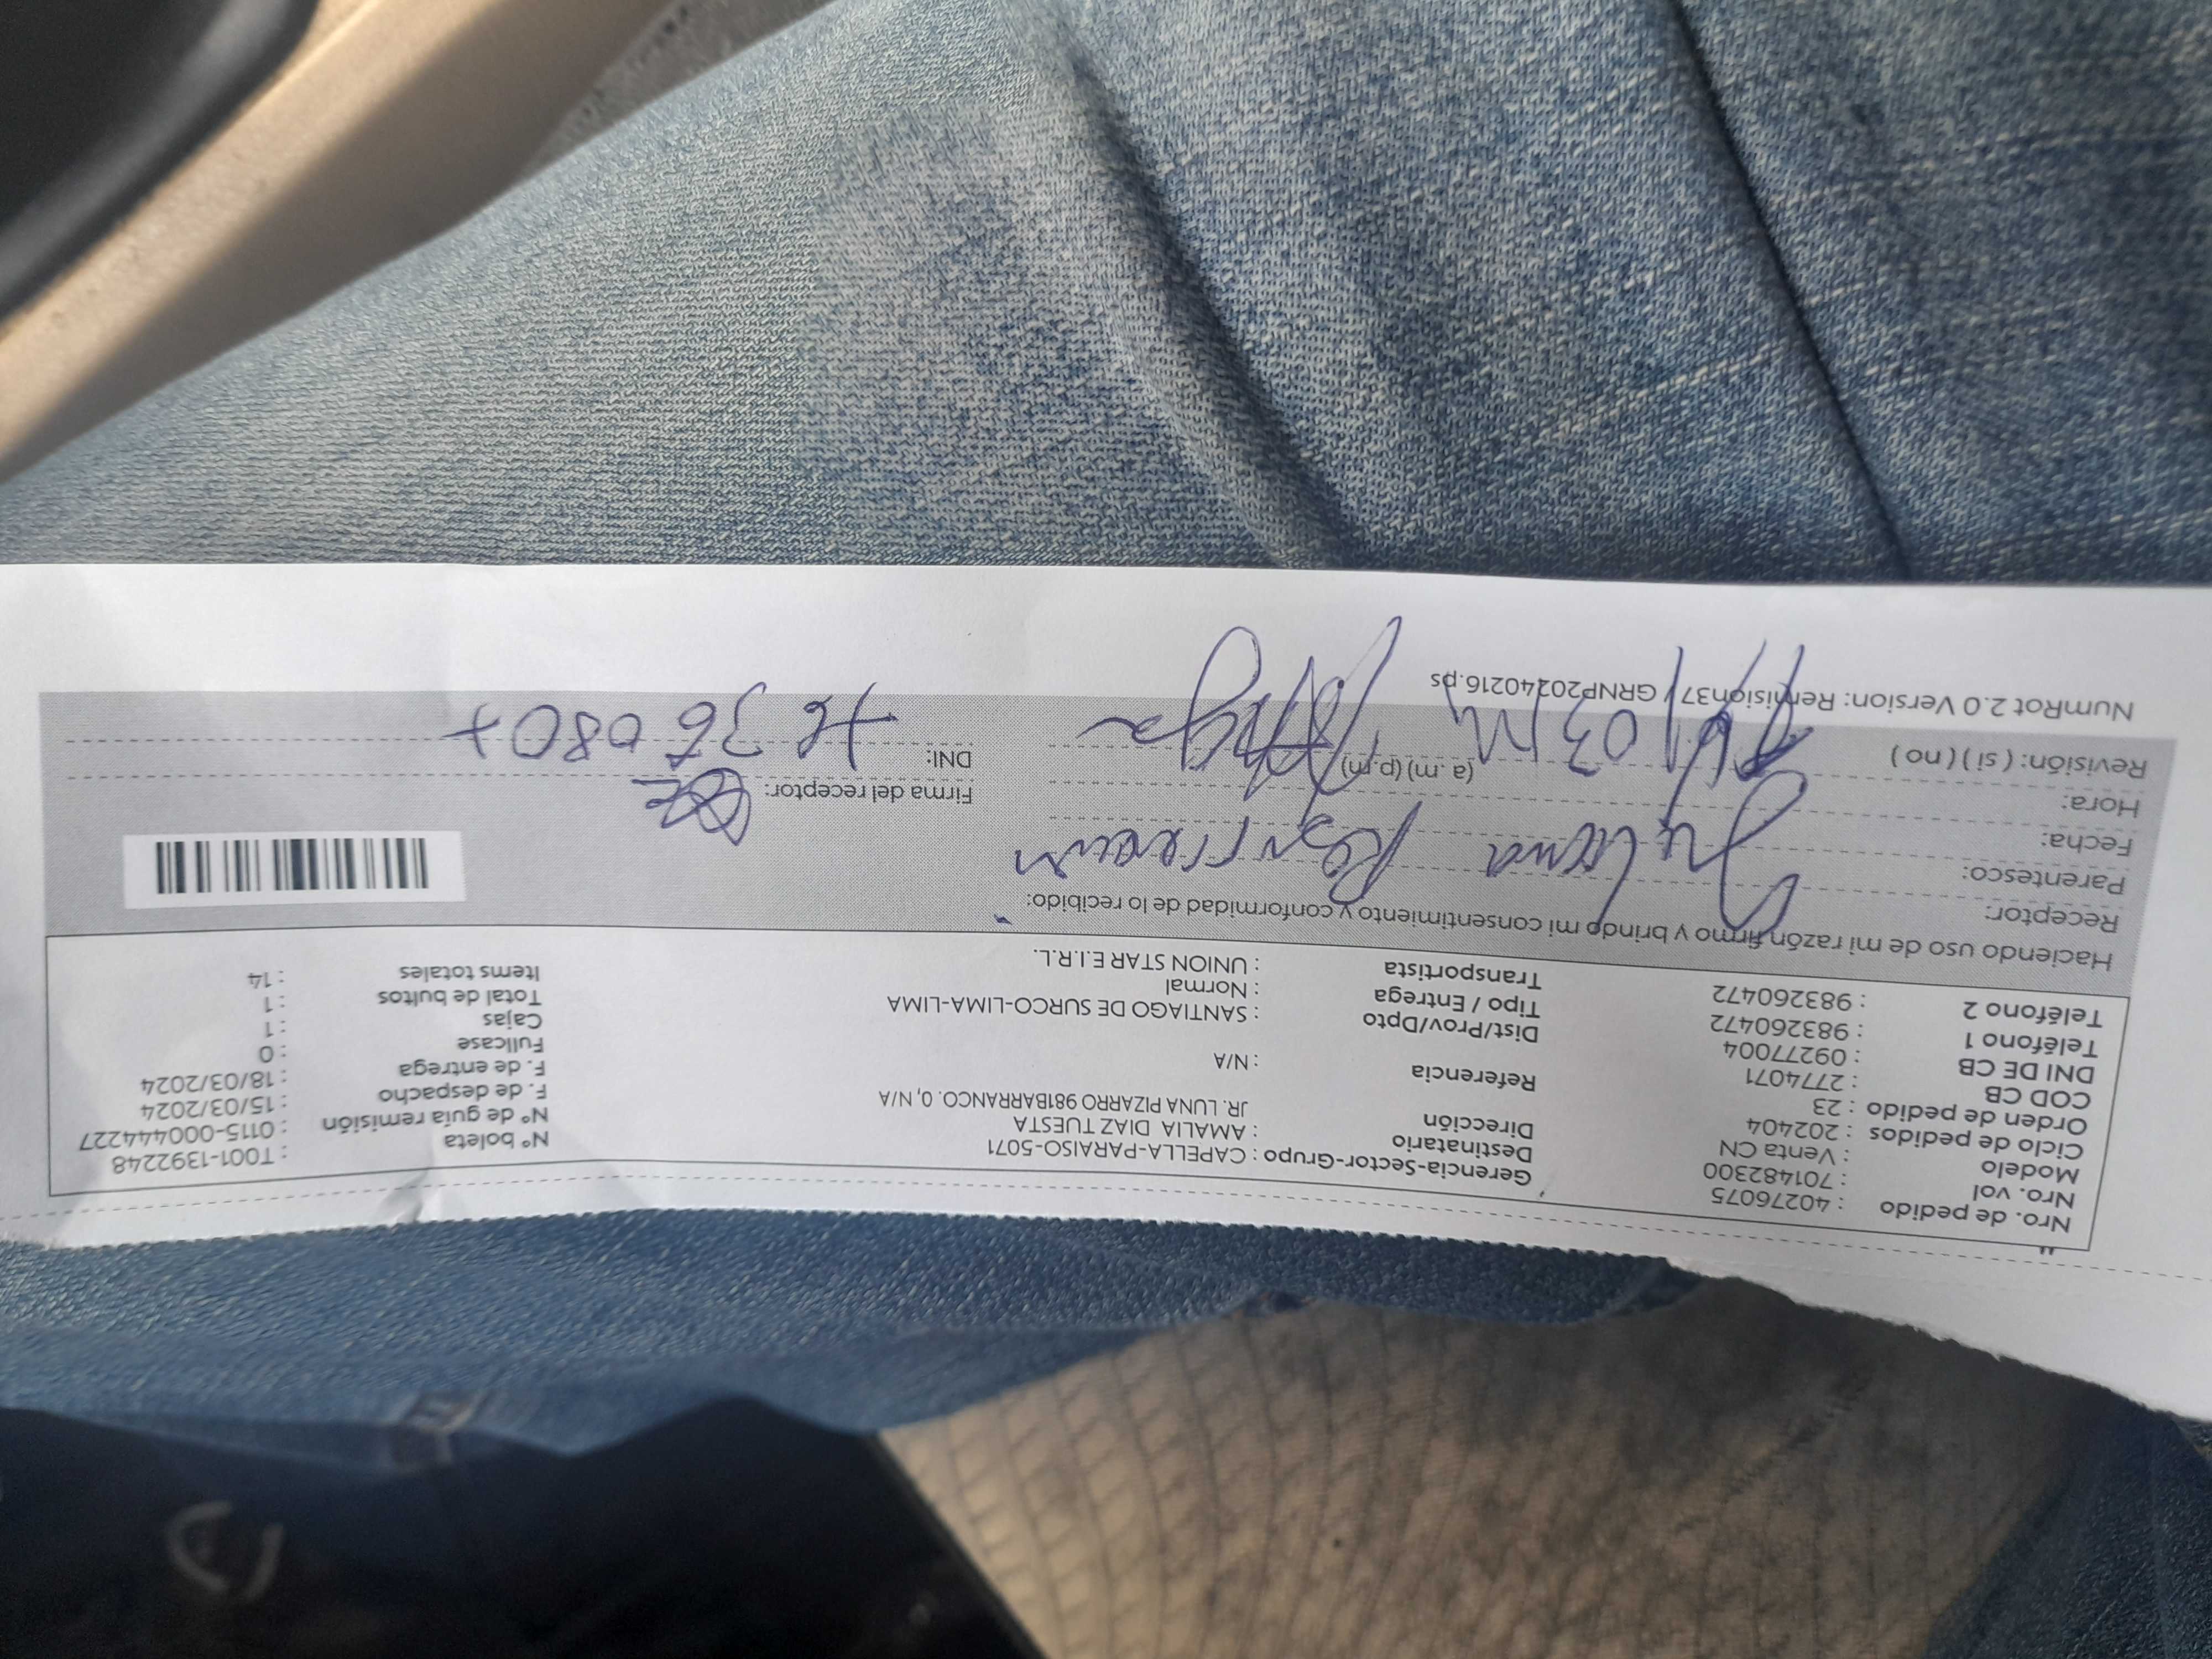 Nro. de pedido : 40276075
Nro. vol : 701482300
Modelo : Venta CN
Ciclo de pedidos : 202404
Orden de pedido : 23
COD CB : 2774071
DNI DE CB : 09277004
Teléfono 1 : 983260472
Teléfono 2 : 983260472
Gerencia-Sector-Grupo : CAPELLA-PARAISO-5071
Destinatario : AMALIA DIAZ TUESTA
Dirección JR. LUNA PIZARRO 981BARRANCO. 0, N/A
Referencia : N/A
Dist/Prov/Dpto : SANTIAGO DE SURCO-LIMA-LIMA
Tipo / Entrega : Normal
Transportista : UNION STAR E.I.R.L.
N° boleta : T001-1392248
N° de guía remisión : 0115-000444227
F. de despacho : 15/03/2024
F. de entrega : 18/03/2024
Fullcase : 0
Cajas : 1
Total de bultos : 1
Items totales : 14
Haciendo uso de mi razón firmo y brindo mi consentimiento y conformidad de lo recibido:
Receptor:
Parentesco:
Fecha:
Hora: (a .m) (p.m)
Revisión: ( si ) ( no )
Firma del receptor:
DNI:
NumRot 2.0 Version: Remision37 / GRNP20240216.ps